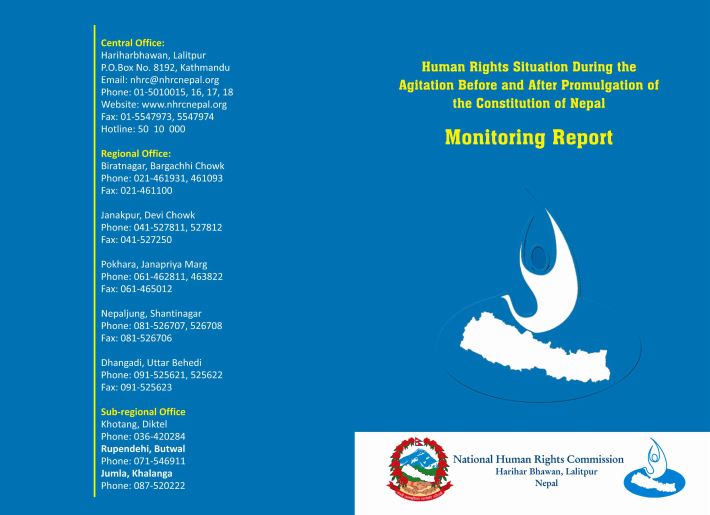 Central Office:
Hariharbhawan, Lalitpur
P.O.Box No. 8192, Kathmandu
Email: nhrc@nhrcnepal.org
Phone: 01-5010015, 16, 17, 18
Website: www.nhrcnepal.org
Fax: 01-5547973, 5547974
Hotline: 50 10 000
Regional Office:
Biratnagar, Bargachhi Chowk
Phone: 021-461931, 461093
Fax: 021-461100
Janakpur, Devi Chowk
Phone: 041-527811, 527812
Fax: 041-527250
Pokhara, Janapriya Marg
Phone: 061-462811, 463822
Fax: 061-465012
Nepaljung, Shantinagar
Phone: 081-526707, 526708
Fax: 081-526706
Dhangadi, Uttar Behedi
Phone: 091-525621, 525622
Fax: 091-525623
Sub-regional Office
Khotang, Diktel
Phone: 036-420284
Rupendehi, Butwal
Phone: 071-546911
Jumla, Khalanga
Phone: 087-520222
Human Rights Situation During the
Agitation Before and After Promulgation of
the Constitution of Nepal
Monitoring Report
National Human Rights Commission
Harihar Bhawan, Lalitpur
Nepal